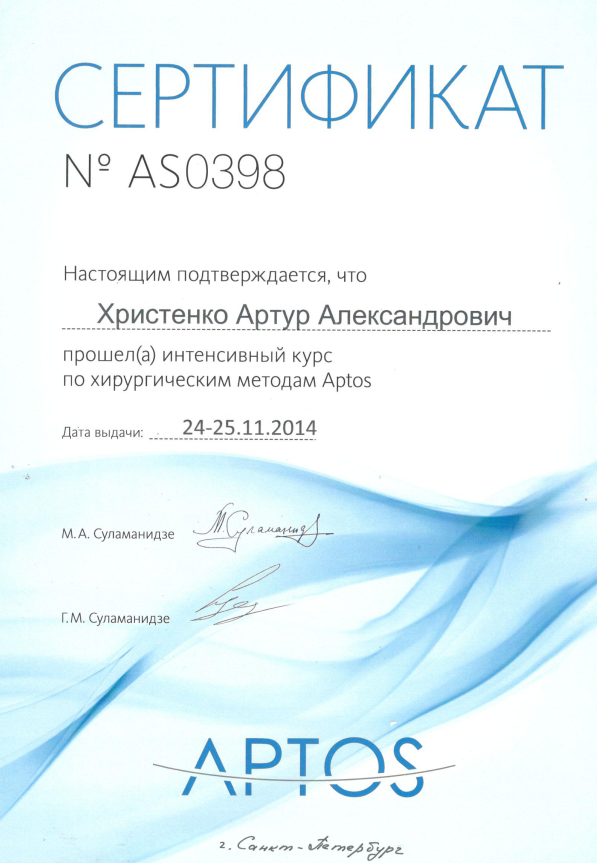 СЕРТИФИКАТ
№ AS0398
Настоящим подтверждается, что
Христенко Артур Александрович
прошел(а) интенсивный курс
по хирургическим методам Aptos
Дата выдачи: 24-25.11.2014
М.А. Суламанидзе М Суламанидз
Г.М. Суламанидзе
APTOS
г. Санкт-Петербург